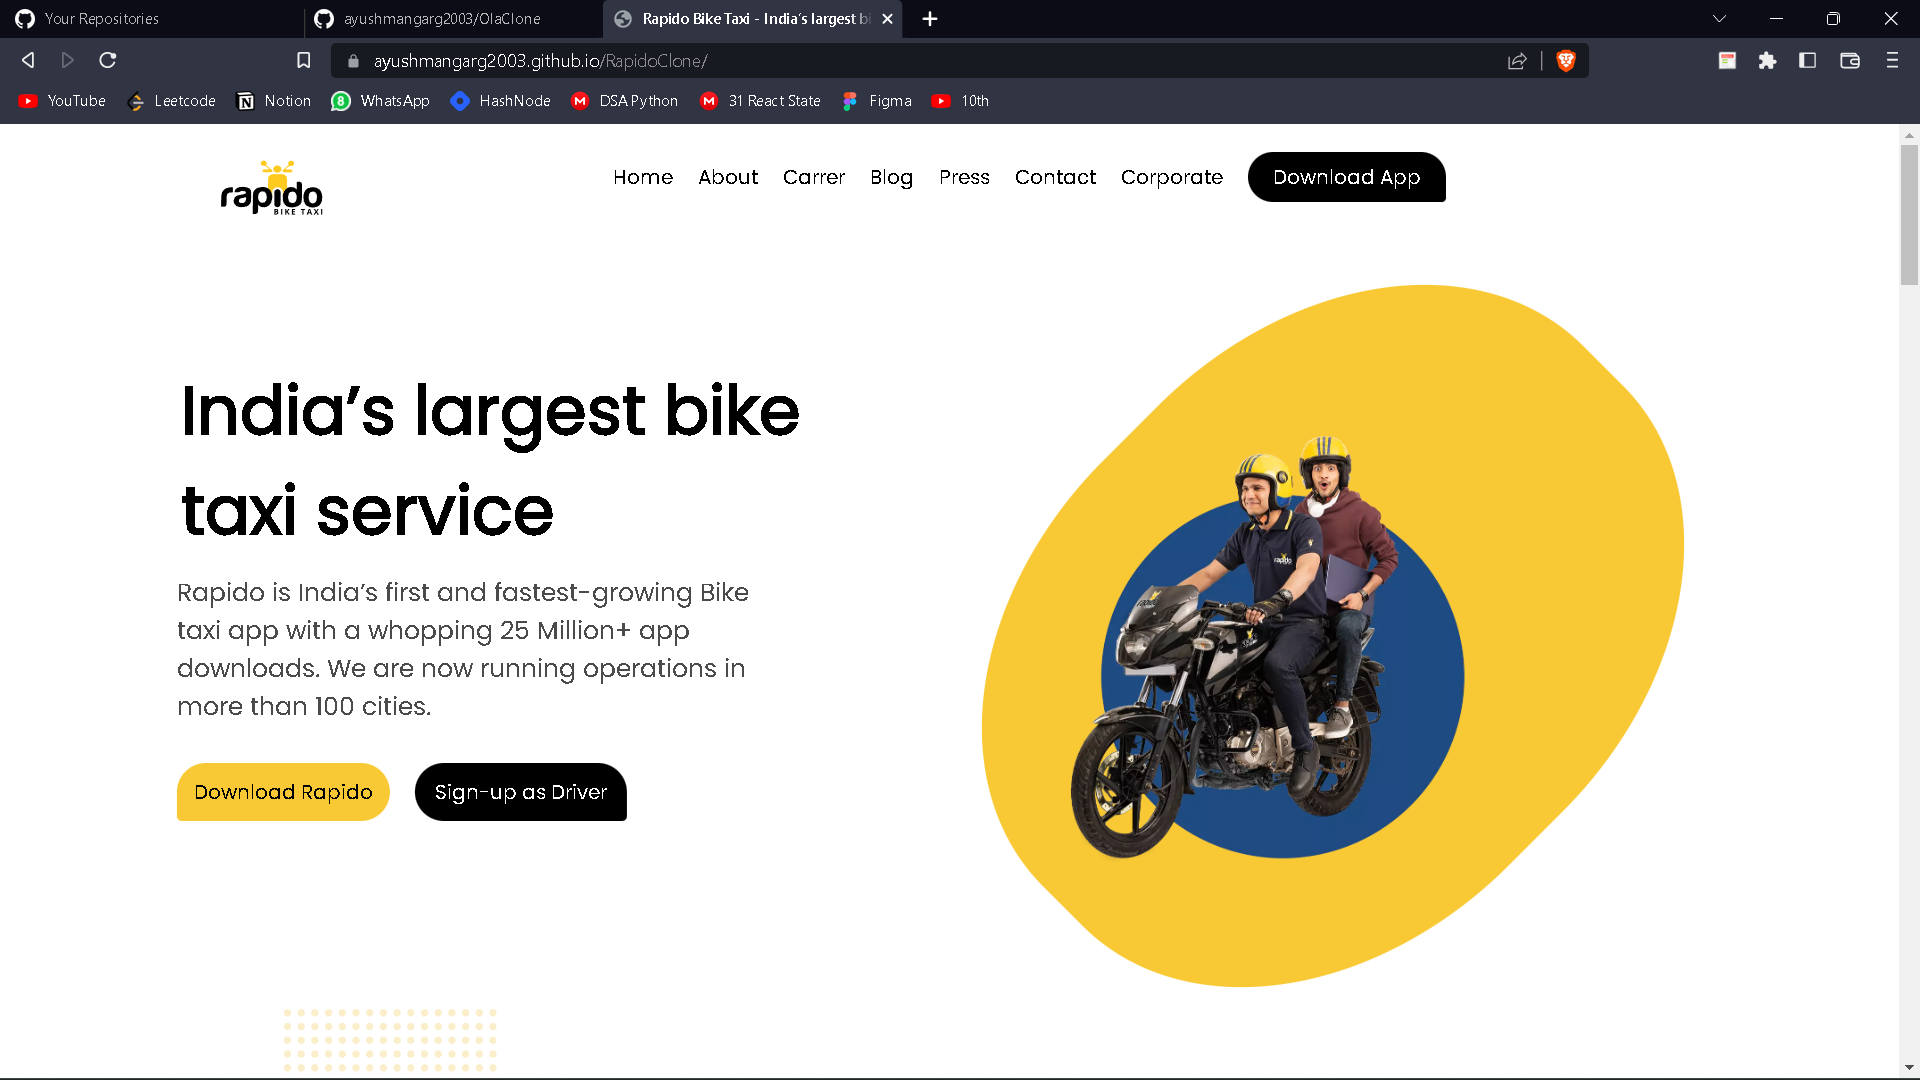 Your Repositories
ayushmangarg2003/OlaClone
Rapido Bike Taxi - India's largest bi
ayushmangarg2003.github.io/RapidoClone/
YouTube Leetcode Notion 8 WhatsApp HashNode M DSA Python M 31 React State Figma 10th
rapido
BIKE TAXI
Home About Carrer Blog Press Contact Corporate Download App
India’s largest bike
taxi service
Rapido is India’s first and fastest-growing Bike
taxi app with a whopping 25 Million+ app
downloads. We are now running operations in
more than 100 cities.
Download Rapido Sign-up as Driver
rapido